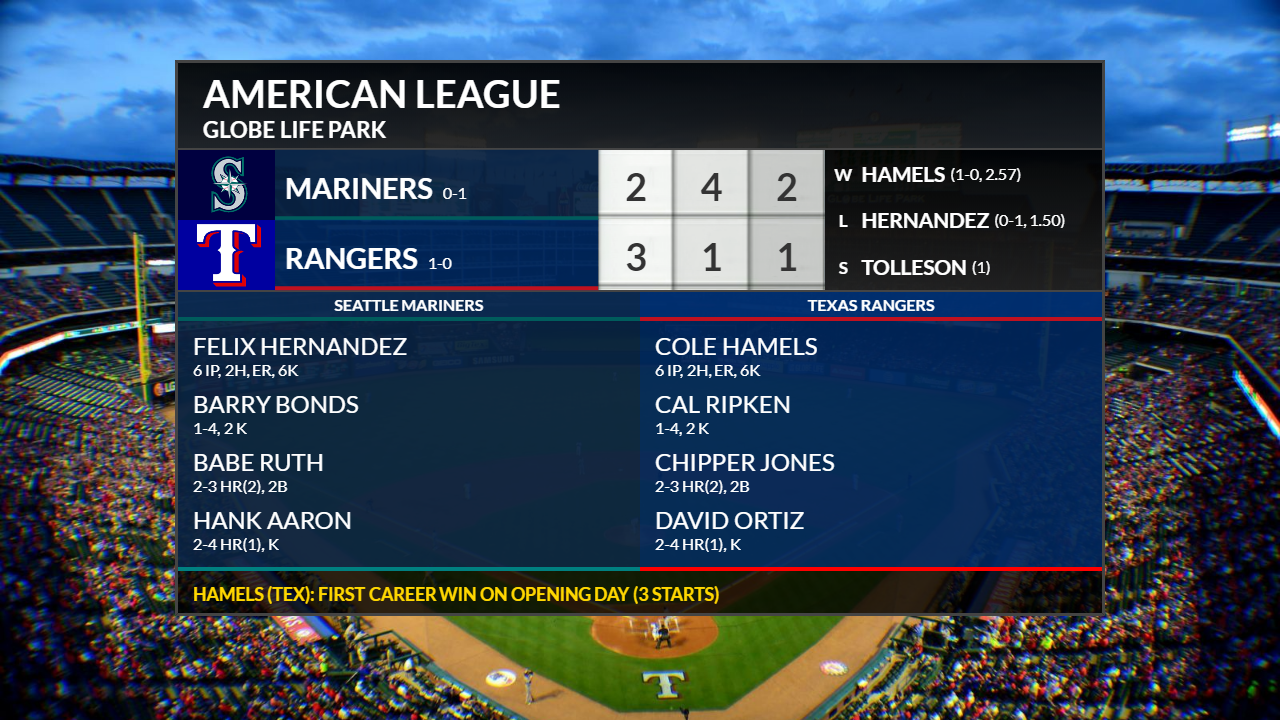 AMERICAN LEAGUE
GLOBE LIFE PARK
S
MARINERS 0-1
2 4 2
T
RANGERS 1-0
3 1 1
W HAMELS (1-0, 2.57)
L HERNANDEZ (0-1, 1.50)
S TOLLESON (1)
SEATTLE MARINERS
FELIX HERNANDEZ
6 IP, 2H, ER, 6K
BARRY BONDS
1-4, 2 K
BABE RUTH
2-3 HR(2), 2B
HANK AARON
2-4 HR(1), K
TEXAS RANGERS
COLE HAMELS
6 IP, 2H, ER, 6K
CAL RIPKEN
1-4, 2 K
CHIPPER JONES
2-3 HR(2), 2B
DAVID ORTIZ
2-4 HR(1), K
HAMELS (TEX): FIRST CAREER WIN ON OPENING DAY (3 STARTS)
T